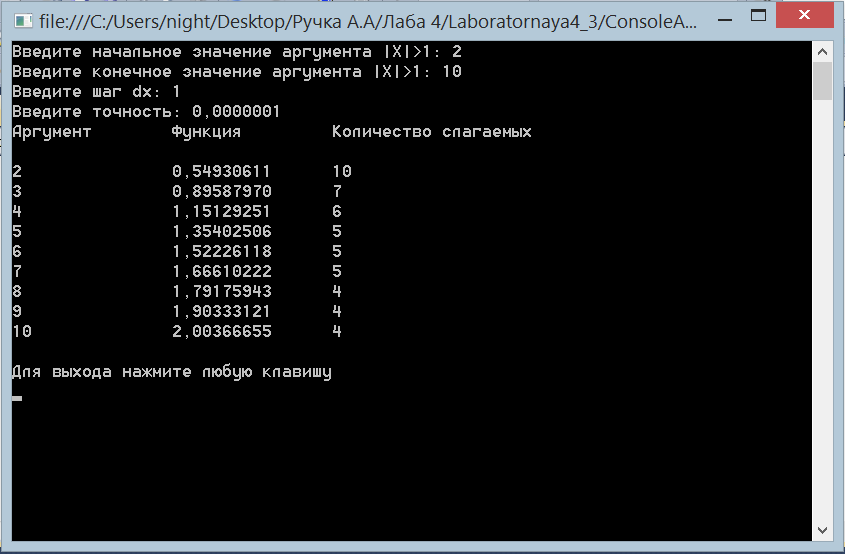 file:///C:/Users/night/Desktop/Ручка А.А/Лаба 4/Laboratornaya4_3/ConsoleA...
Введите начальное значение аргумента |X|>1: 2
Введите конечное значение аргумента |X|>1: 10
Введите шаг dx: 1
Введите точность: 0,0000001
Аргумент Функция Количество слагаемых
2 0,54930611 10
3 0,89587970 7
4 1,15129251 6
5 1,35402506 5
6 1,52226118 5
7 1,66610222 5
8 1,79175943 4
9 1,90333121 4
10 2,00366655 4
Для выхода нажмите любую клавишу